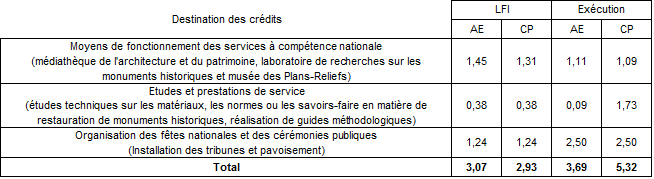 Destination des crédits LFI Exécution
AE CP AE CP
Moyens de fonctionnement des services à compétence nationale
(médiathèque de l'architecture et du patrimoine, laboratoire de recherches sur les 1,45 1,31 1,11 1,09
monuments historiques et musée des Plans-Reliefs)
Etudes et prestations de service
(études techniques sur les matériaux, les normes ou les savoirs-faire en matière de 0,38 0,38 0,09 1,73
restauration de monuments historiques, réalisation de guides méthodologiques)
Organisation des fêtes nationales et des cérémonies publiques 1,24 1,24 2,50 2,50
(Installation des tribunes et pavoisement)
Total 3,07 2,93 3,69 5,32